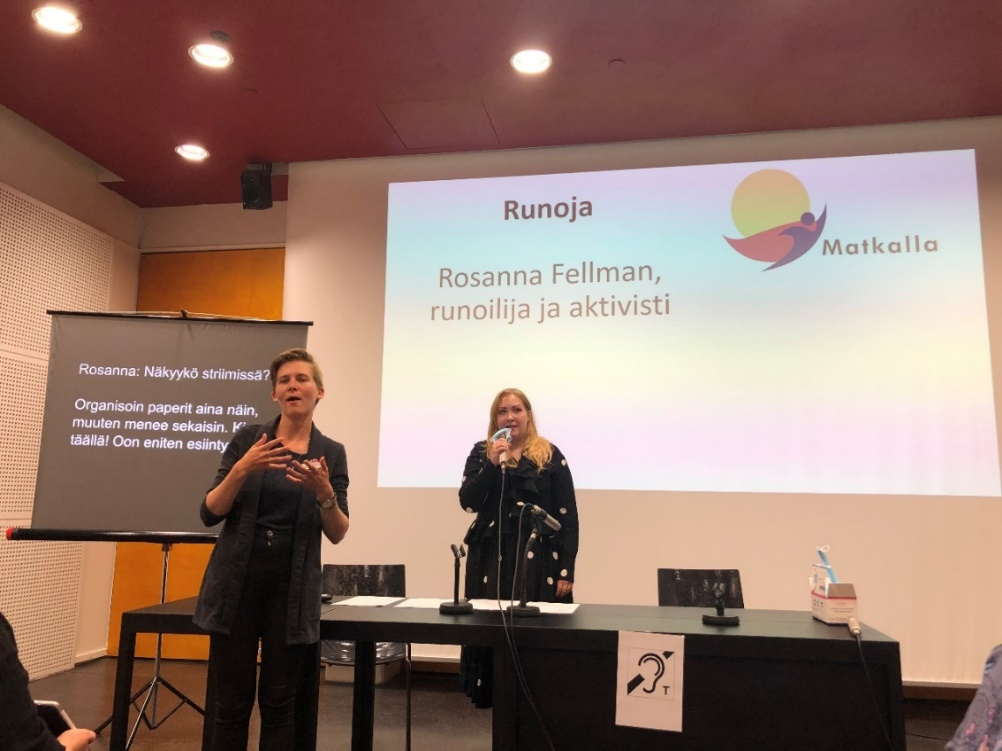 Runoja
Rosanna Fellman,
runoilija ja aktivisti
Matkalla
Rosanna: Näkyykö striimissä?
Organisoin paperit aina näin,
muuten menee sekaisin.
täällä! Oon eniten
T